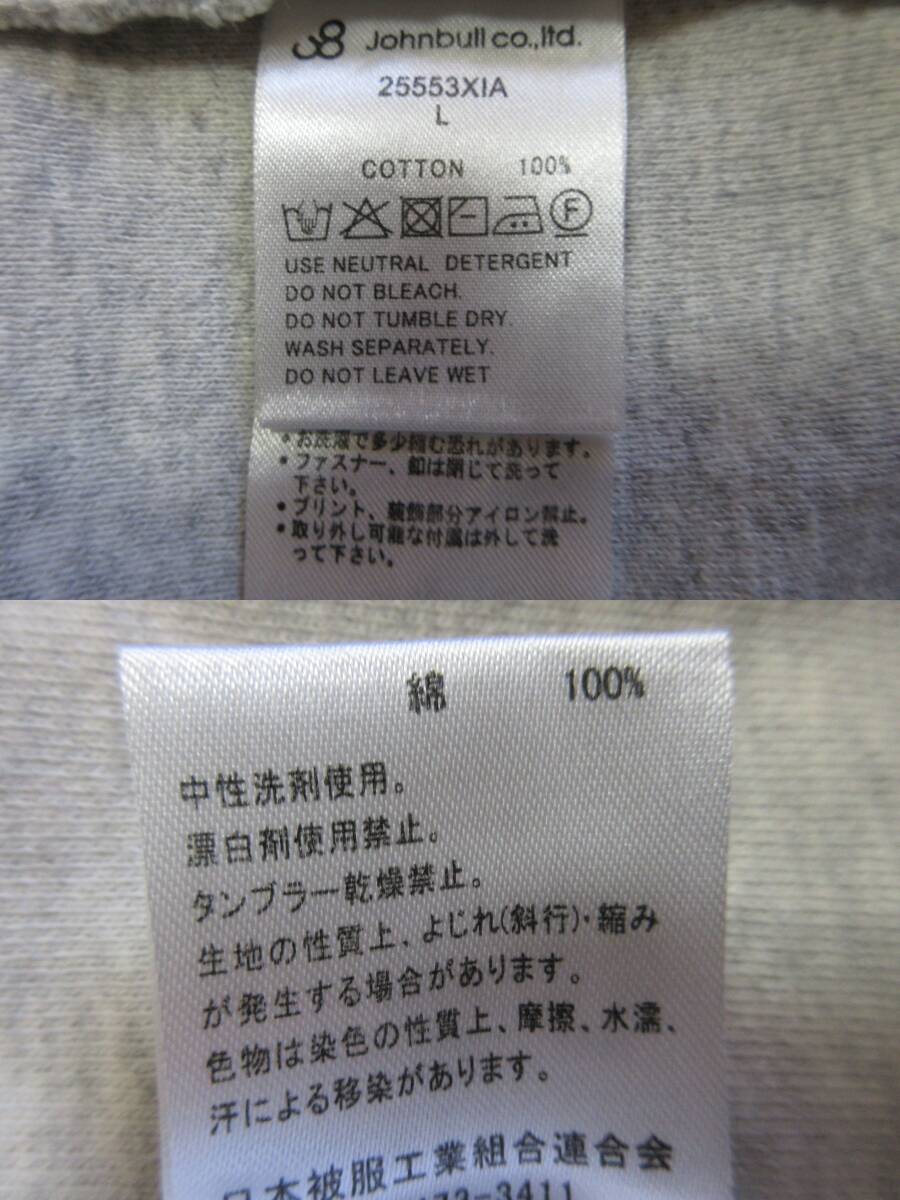 Johnbull co.,ltd.
25553XIA
L
COTTON 100%
F
USE NEUTRAL DETERGENT
DO NOT BLEACH.
DO NOT TUMBLE DRY.
WASH SEPARATELY.
DO NOT LEAVE WET
・お洗濯で多少縮む恐れがあります。
・ファスナー、釦は閉じて洗って
下さい。
・プリント、装飾部分アイロン禁止。
・取り外し可能な付属は外して洗
って下さい。
綿 100%
中性洗剤使用。
漂白剤使用禁止。
タンブラー乾燥禁止。
生地の性質上、よじれ(斜行)・縮み
が発生する場合があります。
色物は染色の性質上、摩擦、水濡、
汗による移染があります。
日本被服工業組合連合会
3-3411